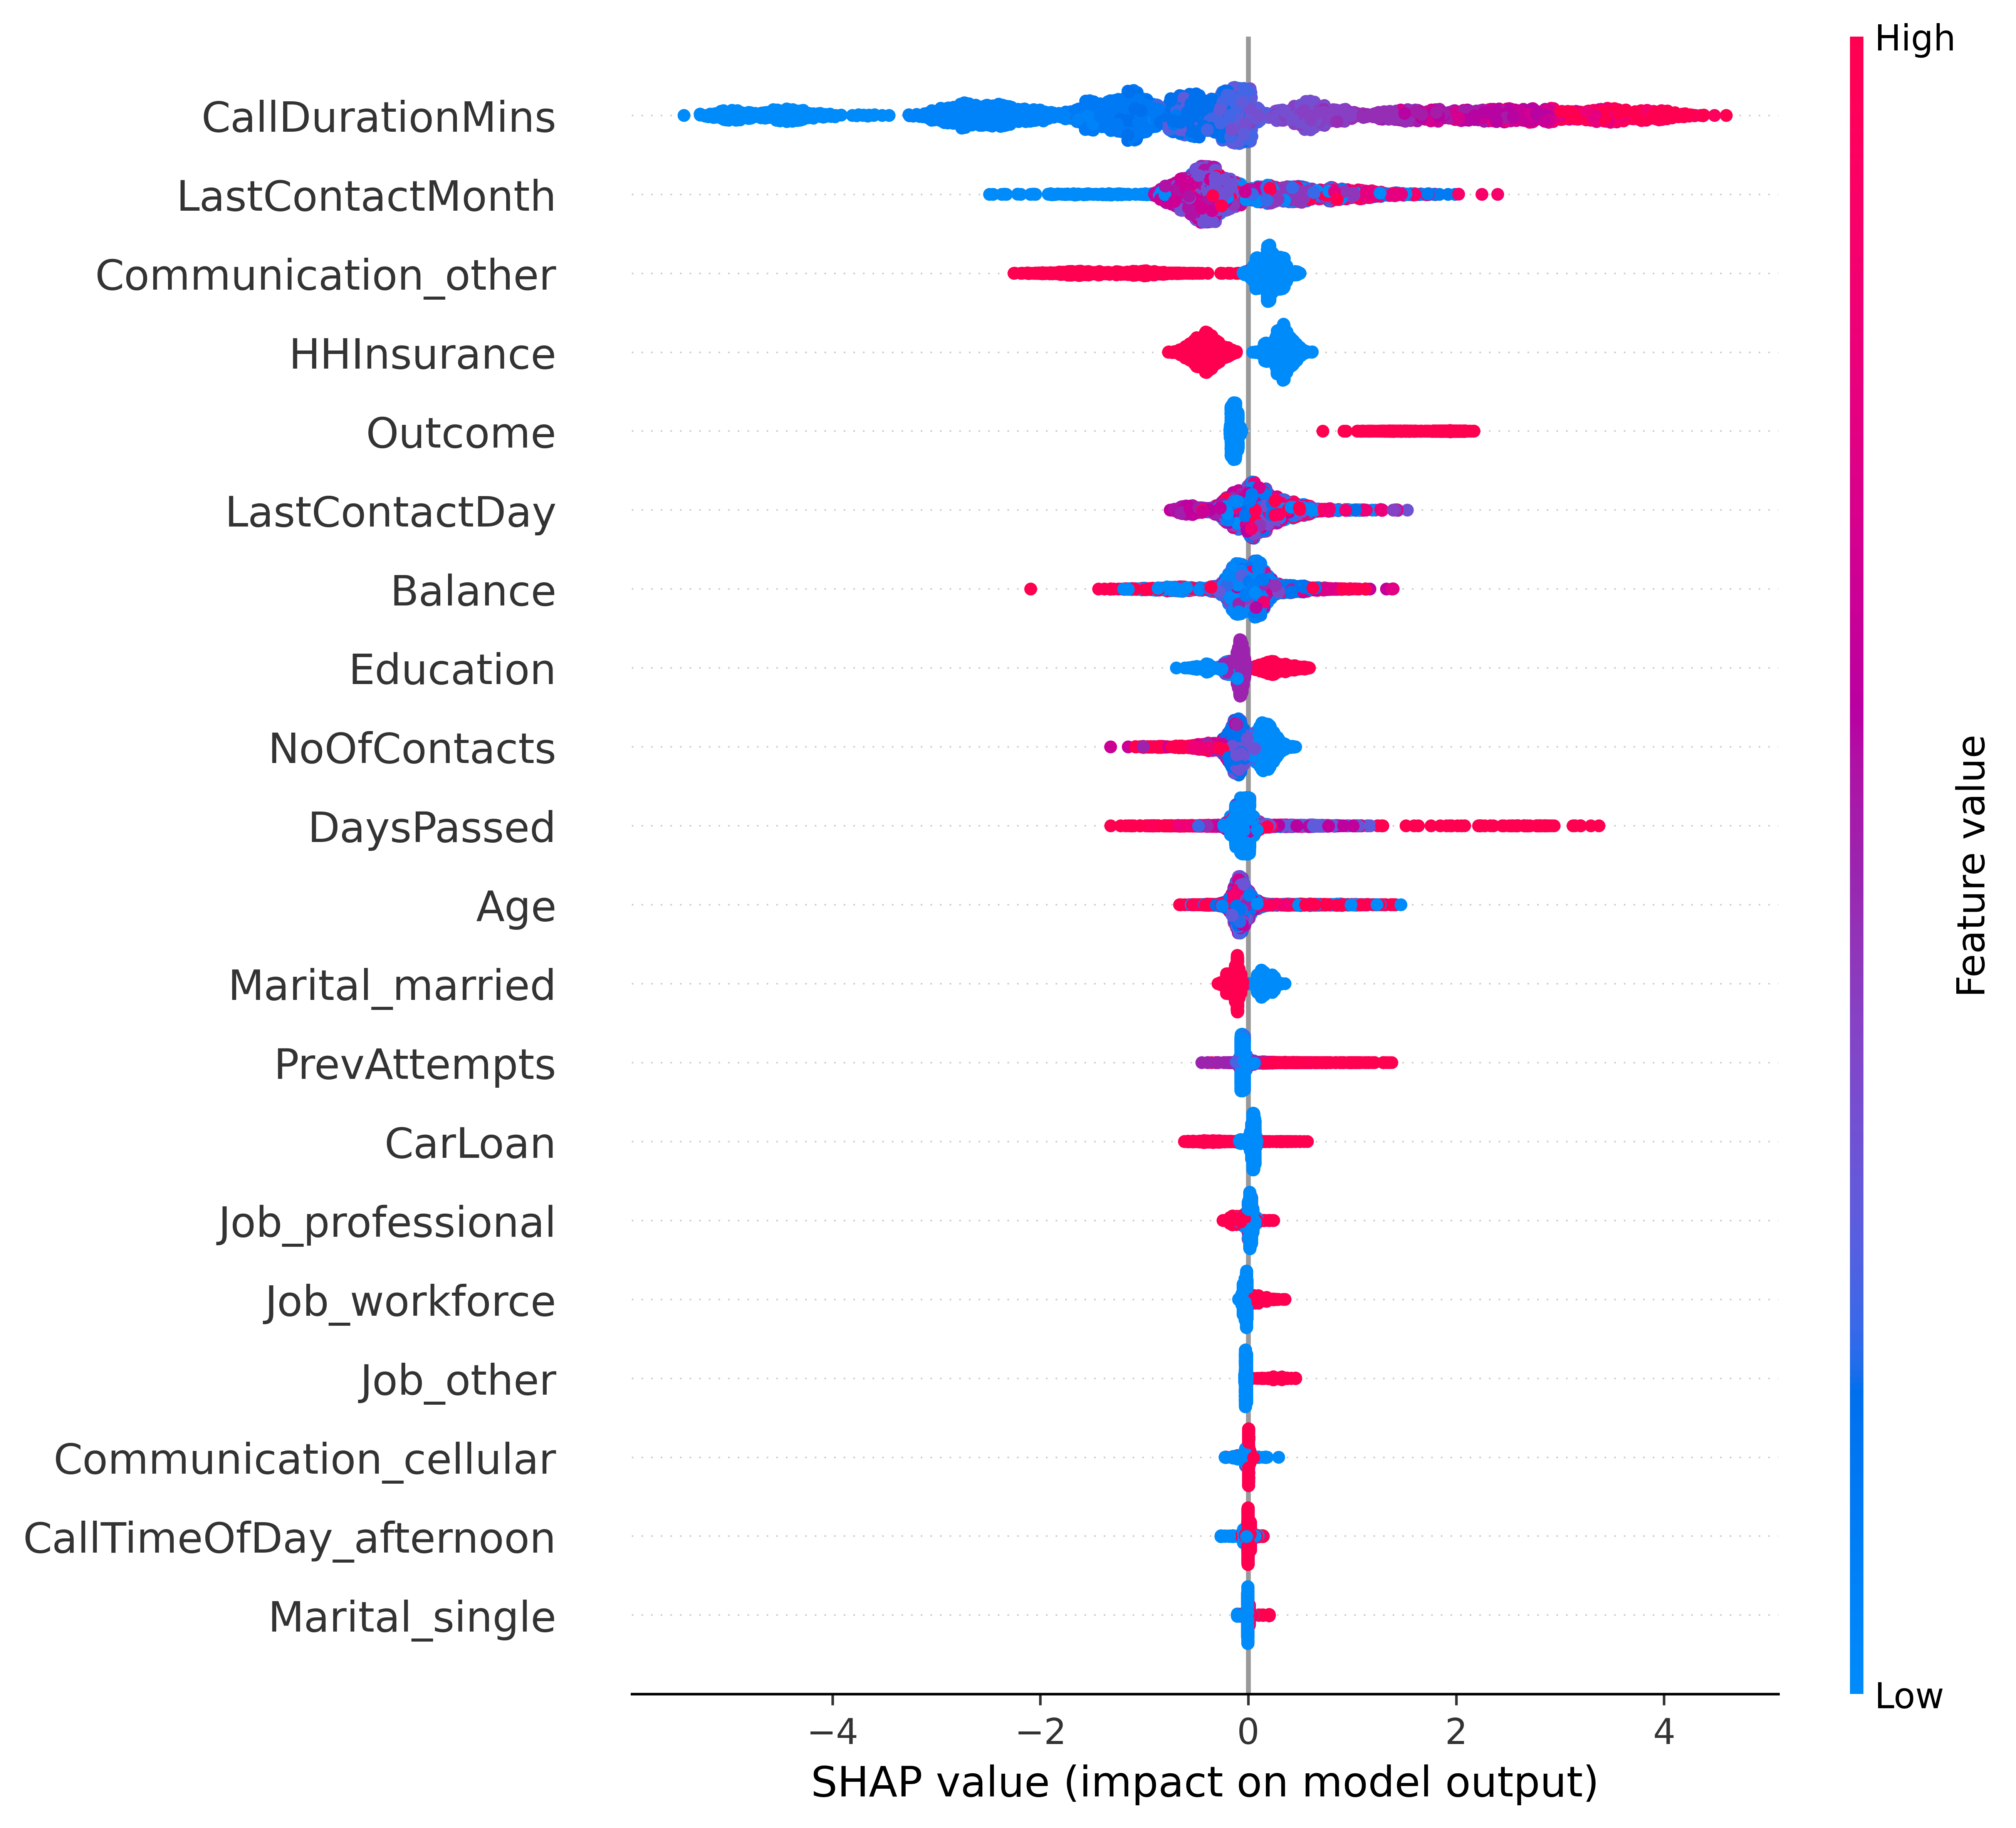 High
CallDurationMins
LastContactMonth
Communication_other
HHInsurance
Outcome
LastContactDay
Balance
Education
NoOfContacts
DaysPassed
Age
Marital_married
PrevAttempts
CarLoan
Job_professional
Job_workforce
Job_other
Communication_cellular
CallTimeOfDay_afternoon
Marital_single
Feature value
Low
−4 −2 0 2 4
SHAP value (impact on model output)